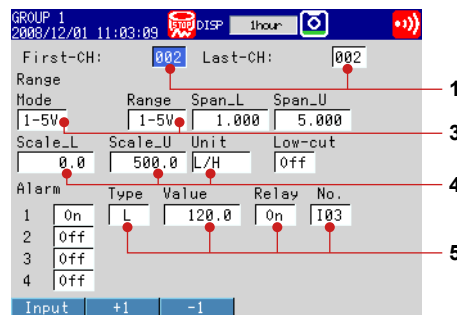 GROUP 1
2008/12/01 11:03:09 STOP DISP 1hour
First-CH: 002 Last-CH: 002
1
Range
Mode Range Span_L Span_U
1-5V 1-5V 1.000 5.000
3
Scale_L Scale_U Unit Low-cut
0.0 500.0 L/H Off
4
Alarm Type Value Relay No.
1 On L 120.0 On I03
2 Off
3 Off
5
4 Off
Input +1 -1